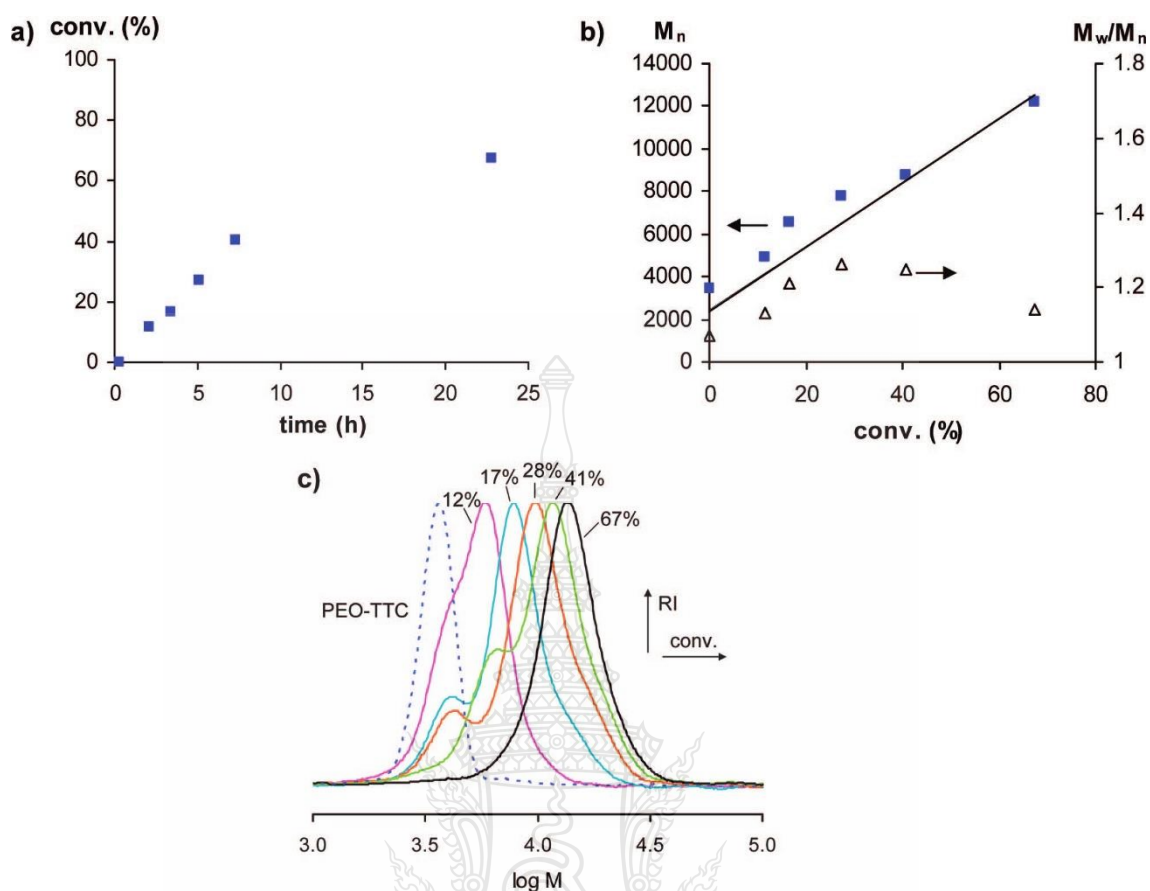 a)
conv. (%)
100
80
60
40
20
0
0 5 10 15 20 25
time (h)
b)
Mn
Mw/Mn
14000
12000
10000
8000
6000
4000
2000
0
1.8
1.6
1.4
1.2
1
0 20 40 60 80
conv. (%)
c)
12%
17%
28%
41%
67%
PEO-TTC
RI
conv.
3.0 3.5 4.0 4.5 5.0
log M